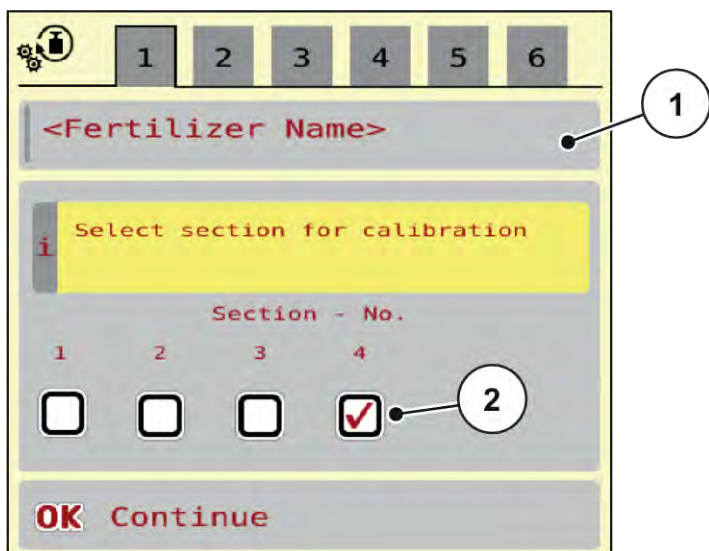 1 2 3 4 5 6
<Fertilizer Name>
1
i Select section for calibration
Section - No.
1 2 3 4
2
OK Continue